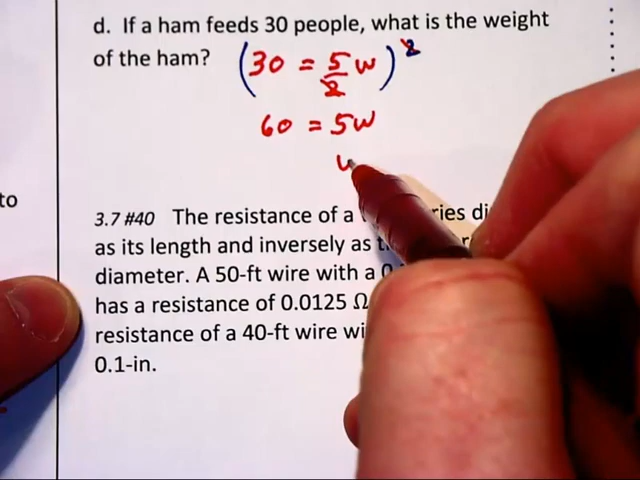 d. If a ham feeds 30 people, what is the weight
of the ham?
(30 = 5/2 w) 2
60 = 5w
to
3.7 #40 The resistance of a
as its length and inversely as
diameter. A 50-ft wire with a
has a resistance of 0.0125 Ω
resistance of a 40-ft wire
0.1-in.